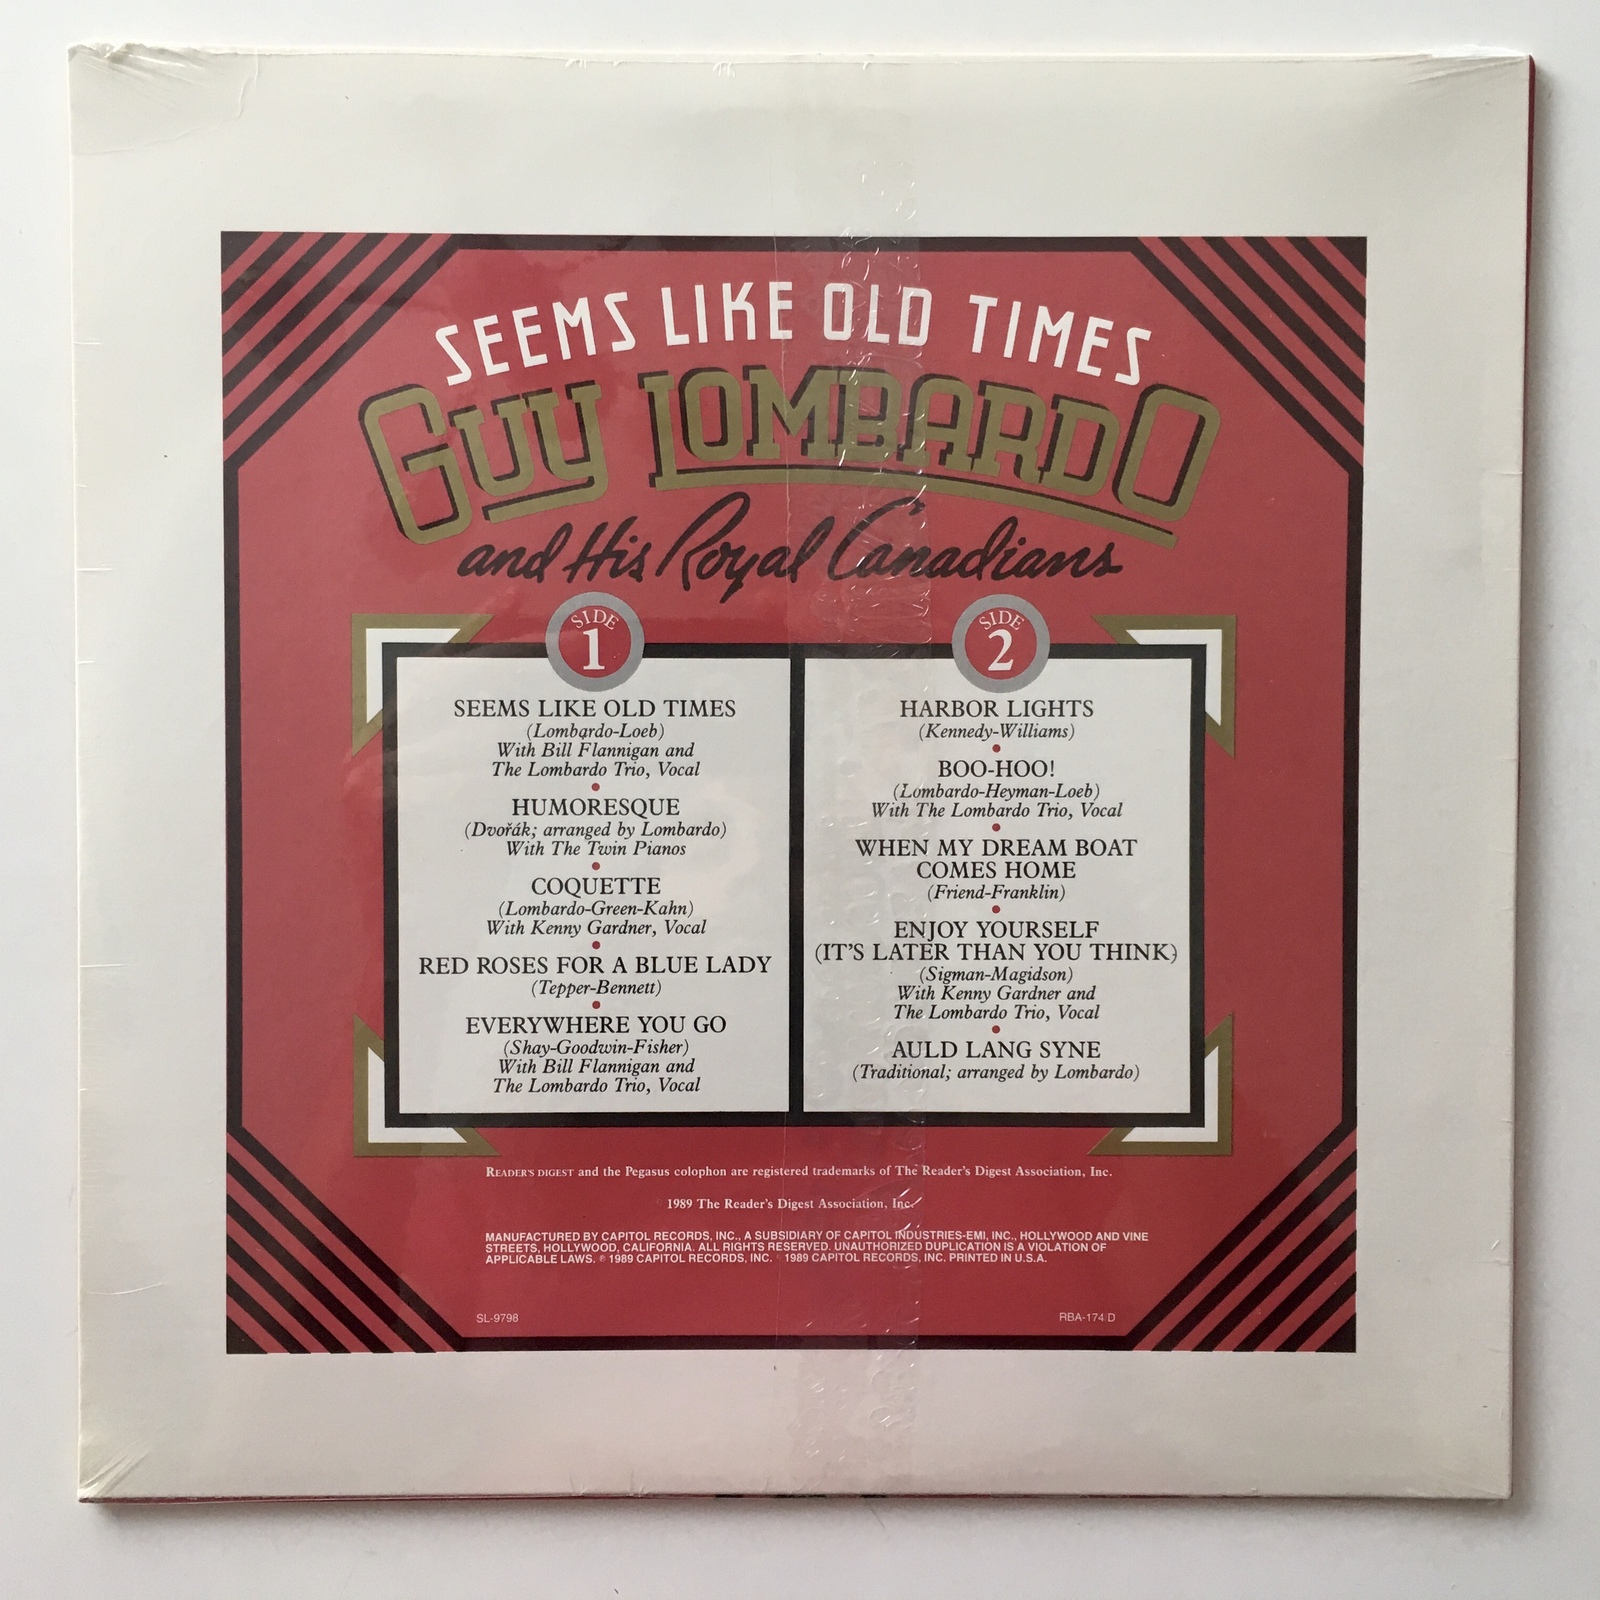 SEEMS LIKE OLD TIMES
GUY LOMBARDO
and His Royal Canadians
SIDE
1
SEEMS LIKE OLD TIMES
(Lombardo-Loeb)
With Bill Flannigan and
The Lombardo Trio, Vocal
HUMORESQUE
(Dvořák; arranged by Lombardo)
With The Twin Pianos
COQUETTE
(Lombardo-Green-Kahn)
With Kenny Gardner, Vocal
RED ROSES FOR A BLUE LADY
(Tepper-Bennett)
EVERYWHERE YOU GO
(Shay-Goodwin-Fisher)
With Bill Flannigan and
The Lombardo Trio, Vocal
SIDE
2
HARBOR LIGHTS
(Kennedy-Williams)
BOO-HOO!
(Lombardo-Heyman-Loeb)
With The Lombardo Trio, Vocal
WHEN MY DREAM BOAT
COMES HOME
(Friend-Franklin)
ENJOY YOURSELF
(IT'S LATER THAN YOU THINK)
(Sigman-Magidson)
With Kenny Gardner and
The Lombardo Trio, Vocal
AULD LANG SYNE
(Traditional; arranged by Lombardo)
READER'S DIGEST and the Pegasus colophon are registered trademarks of The Reader's Digest Association, Inc.
1989 The Reader's Digest Association, Inc.
MANUFACTURED BY CAPITOL RECORDS, INC., A SUBSIDIARY OF CAPITOL INDUSTRIES-EMI, INC., HOLLYWOOD AND VINE
STREETS, HOLLYWOOD, CALIFORNIA. ALL RIGHTS RESERVED. UNAUTHORIZED DUPLICATION IS A VIOLATION OF
APPLICABLE LAWS. ℗ 1989 CAPITOL RECORDS, INC. 1989 CAPITOL RECORDS, INC. PRINTED IN U.S.A.
SL-9798
RBA-174/D